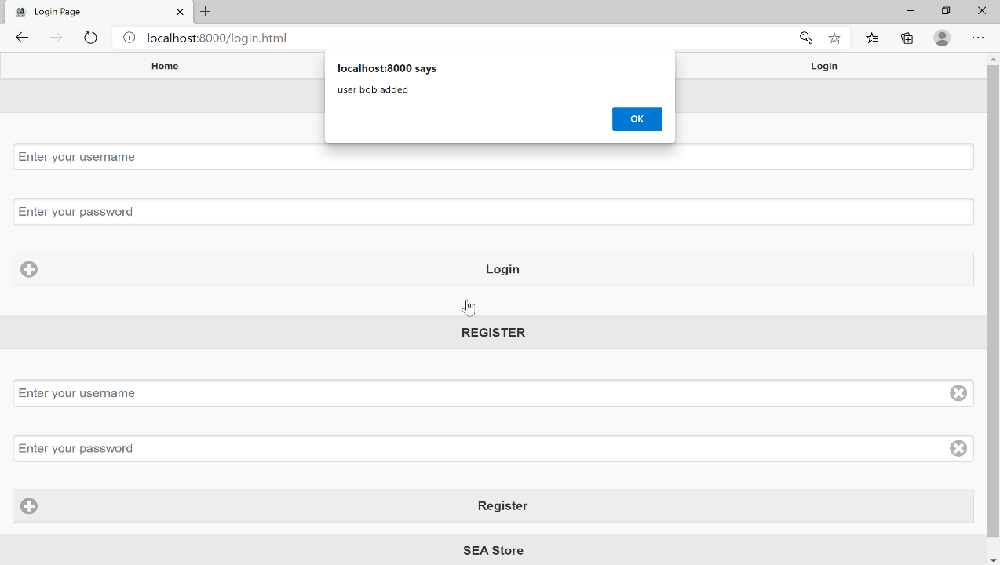 Login Page
localhost:8000/login.html
Home
Login
localhost:8000 says
user bob added
OK
Enter your username
Enter your password
Login
REGISTER
Enter your username
Enter your password
Register
SEA Store